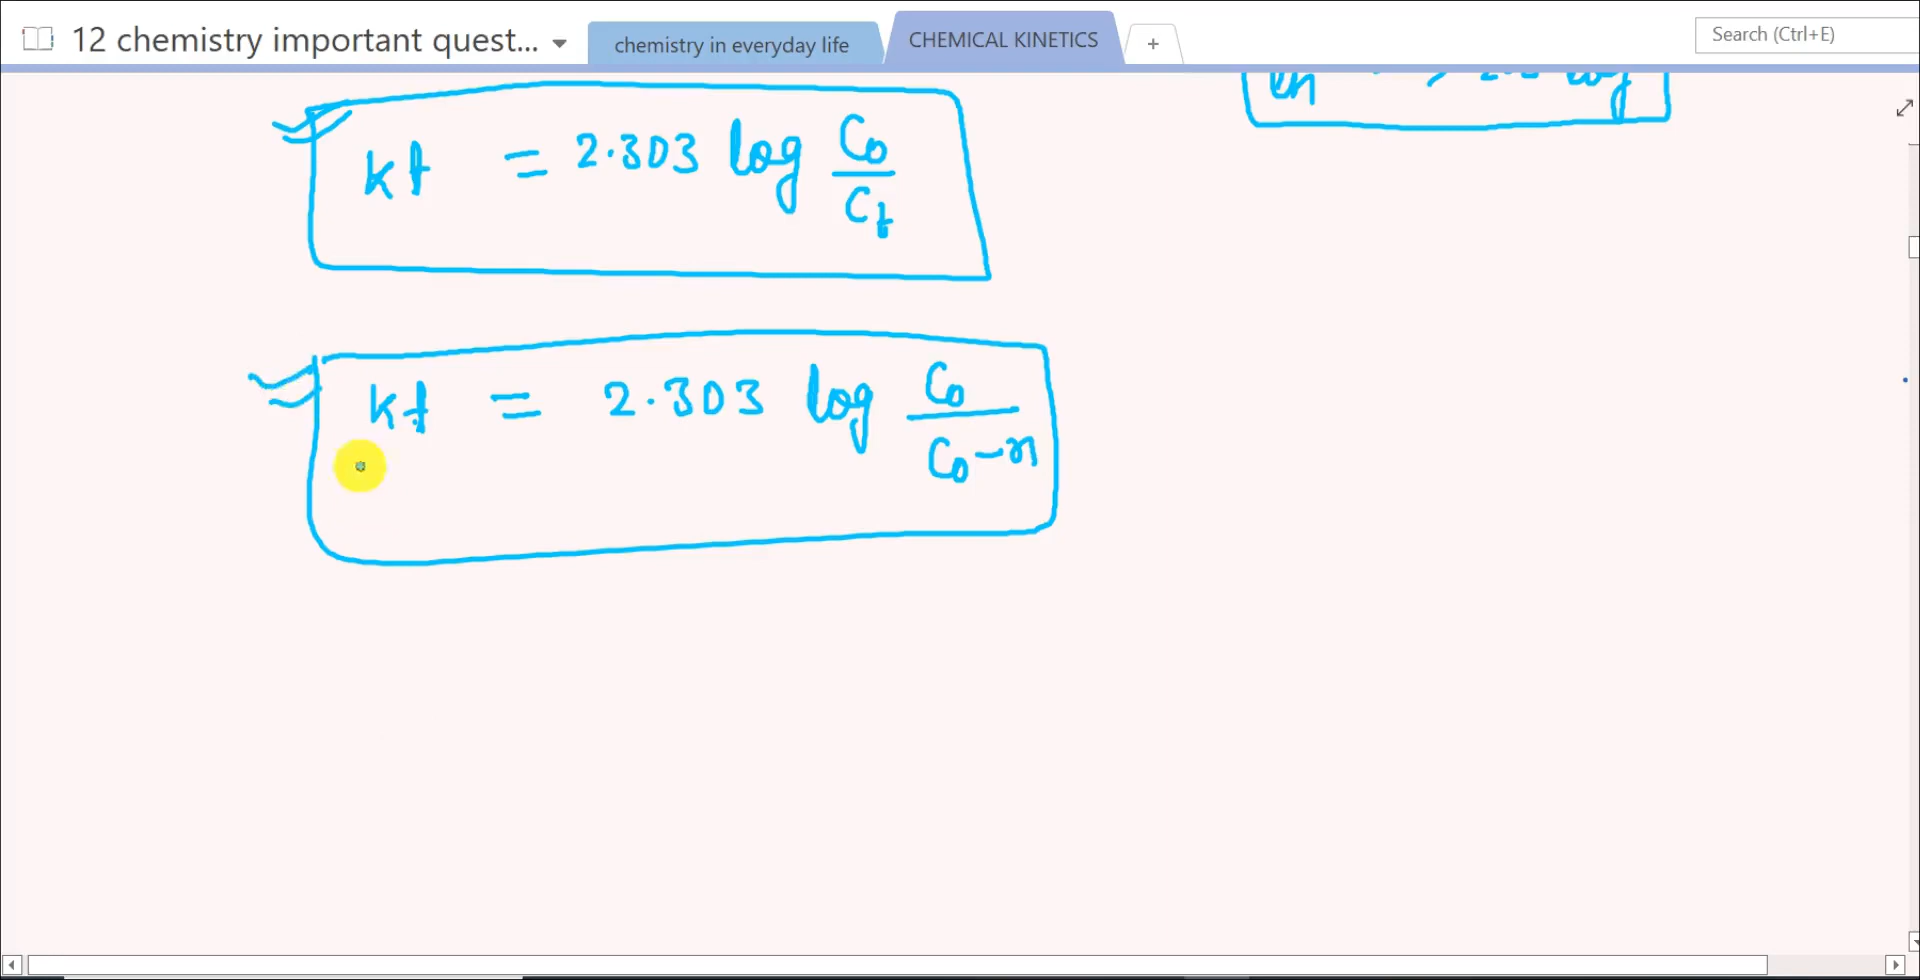 12 chemistry important quest...
chemistry in everyday life
CHEMICAL KINETICS
+
Search (Ctrl+E)
kt = 2.303 log C₀/Cₜ
kt = 2.303 log C₀/C₀-x